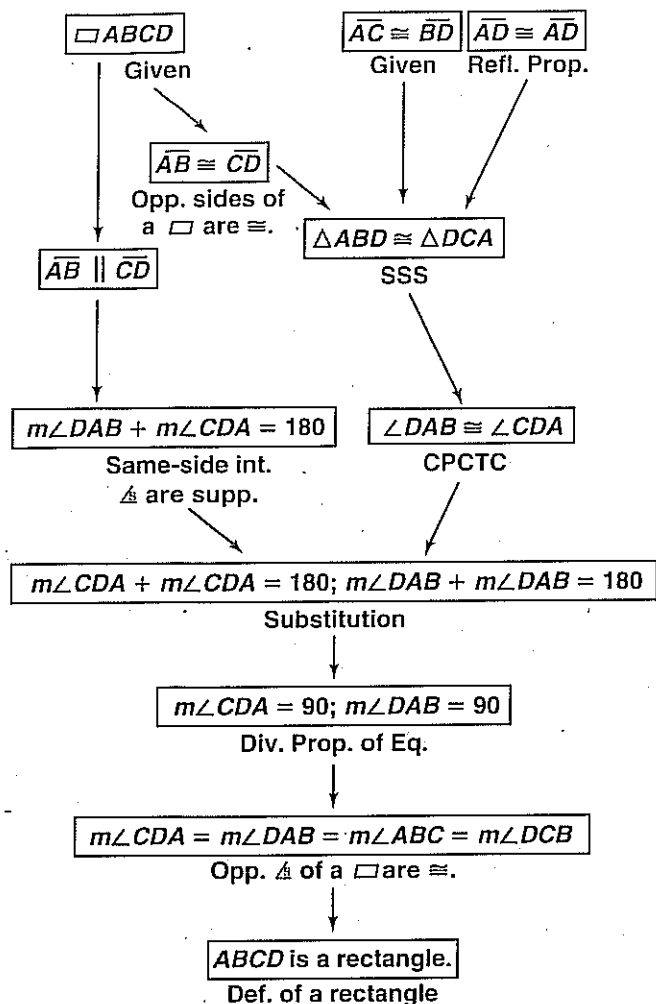 ▱ABCD
Given
AC ≅ BD
Given
AD ≅ AD
Refl. Prop.
AB ≅ CD
Opp. sides of
a ▱ are ≅.
△ABD ≅ △DCA
SSS
AB || CD
m∠DAB + m∠CDA = 180
Same-side int.
∠s are supp.
∠DAB ≅ ∠CDA
CPCTC
m∠CDA + m∠CDA = 180; m∠DAB + m∠DAB = 180
Substitution
m∠CDA = 90; m∠DAB = 90
Div. Prop. of Eq.
m∠CDA = m∠DAB = m∠ABC = m∠DCB
Opp. ∠s of a ▱ are ≅.
ABCD is a rectangle.
Def. of a rectangle